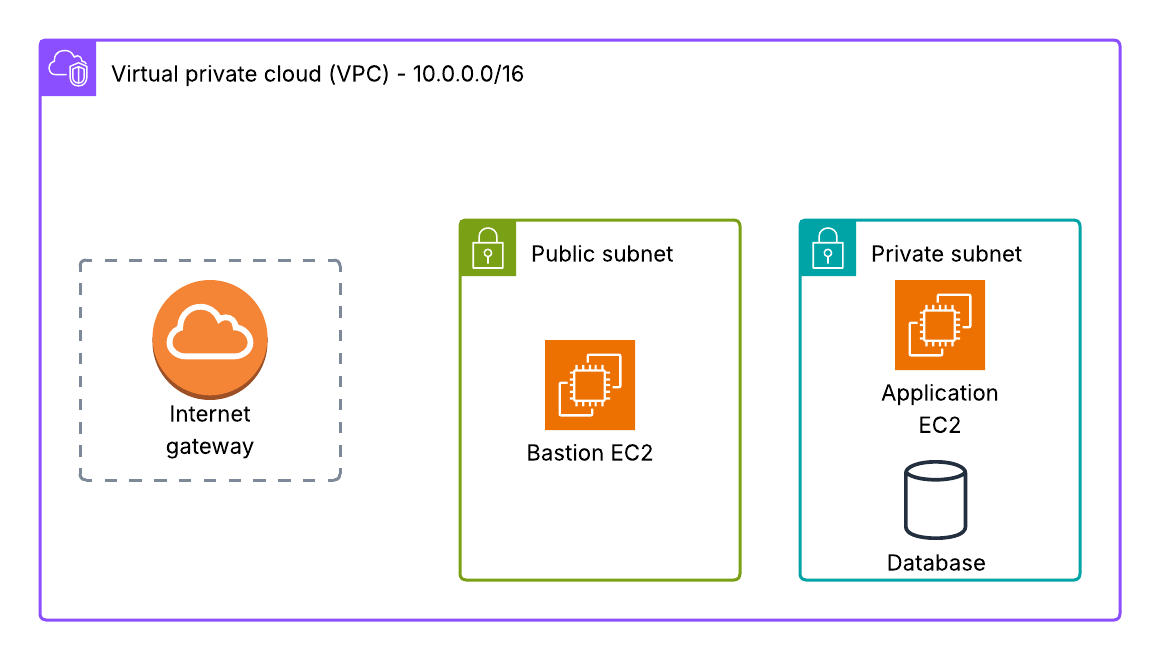 Virtual private cloud (VPC) - 10.0.0.0/16
Internet
gateway
Public subnet
Bastion EC2
Private subnet
Application
EC2
Database